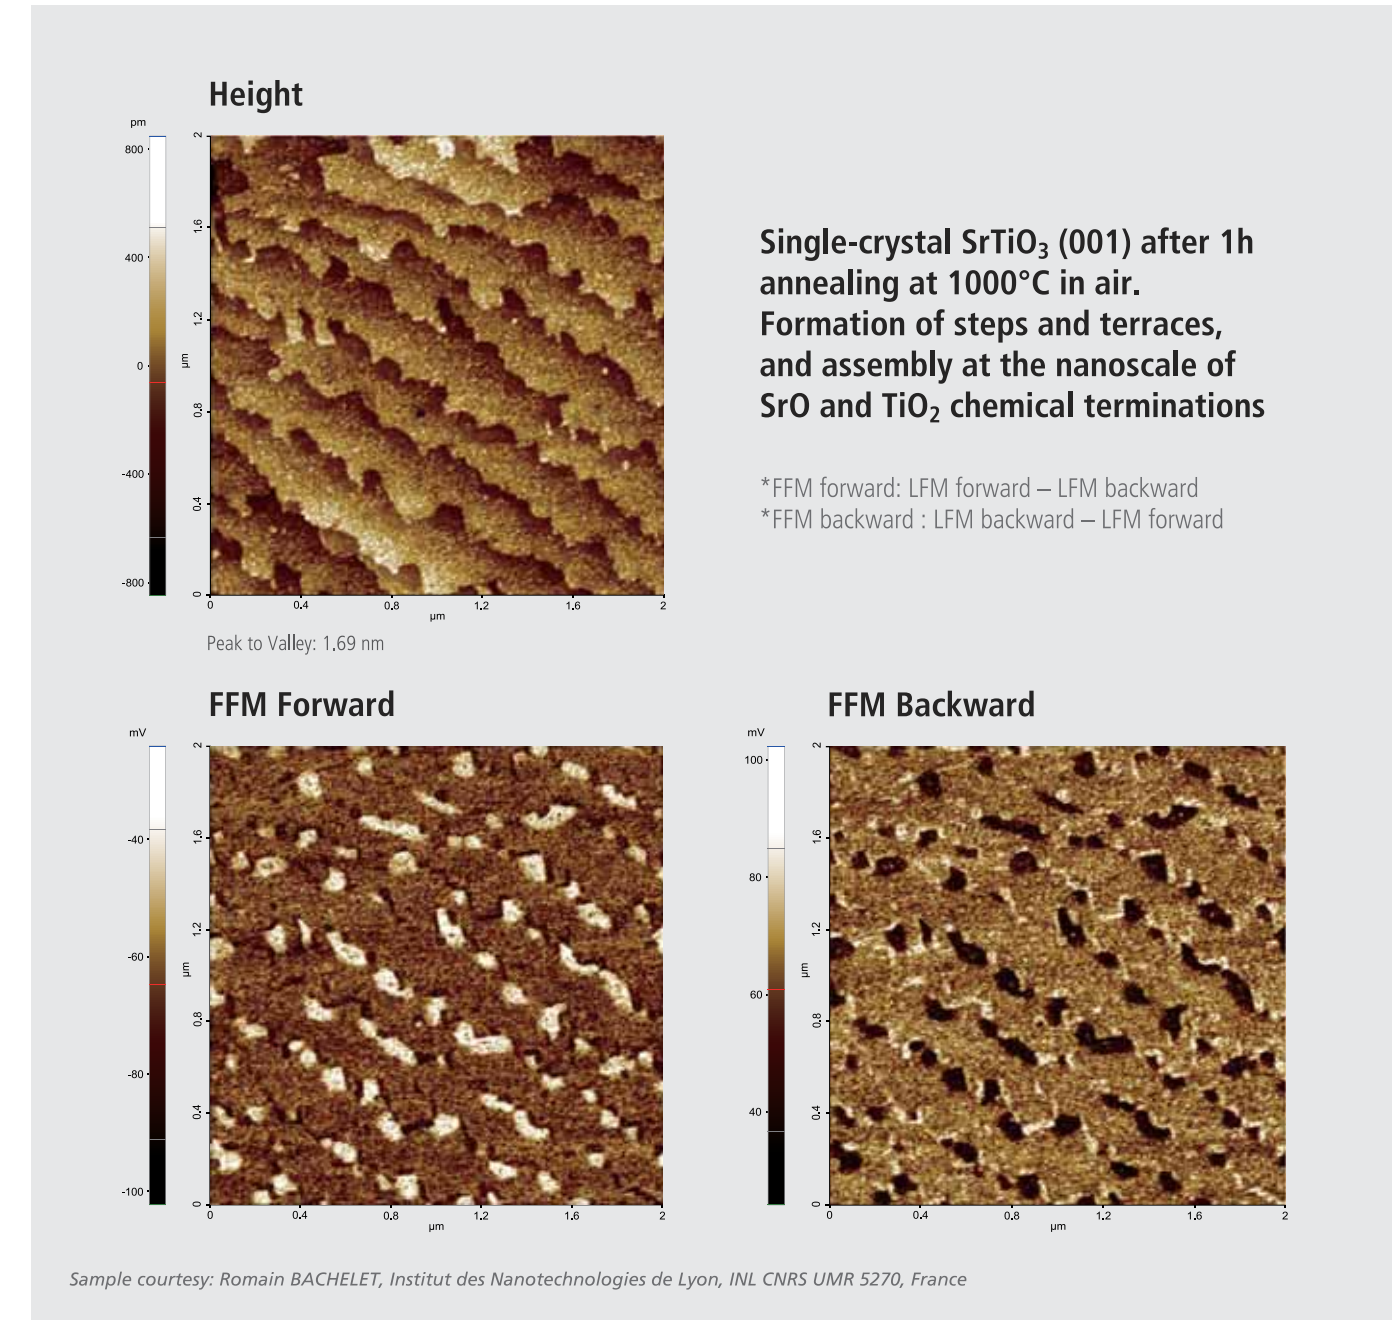 Height
pm
800
400
0
-400
-800
2
1.6
1.2
µm
0.8
0.4
0
0 0.4 0.8 1.2 1.6 2
µm
Peak to Valley: 1.69 nm
Single-crystal SrTiO₃ (001) after 1h
annealing at 1000°C in air.
Formation of steps and terraces,
and assembly at the nanoscale of
SrO and TiO₂ chemical terminations
*FFM forward: LFM forward – LFM backward
*FFM backward : LFM backward – LFM forward
FFM Forward
mV
-40
-60
-80
-100
2
1.6
1.2
µm
0.8
0.4
0
0 0.4 0.8 1.2 1.6 2
µm
FFM Backward
mV
100
80
60
40
2
1.6
1.2
µm
0.8
0.4
0
0 0.4 0.8 1.2 1.6 2
µm
Sample courtesy: Romain BACHELET, Institut des Nanotechnologies de Lyon, INL CNRS UMR 5270, France